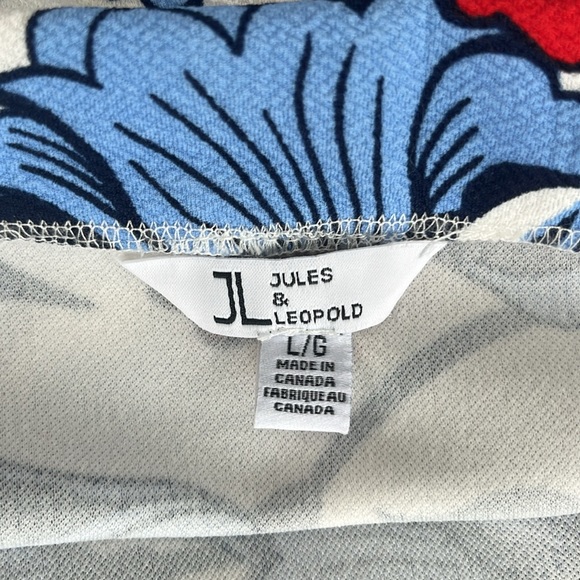 JL JULES
&
LEOPOLD
L/G
MADE IN
CANADA
FABRIQUE AU
CANADA